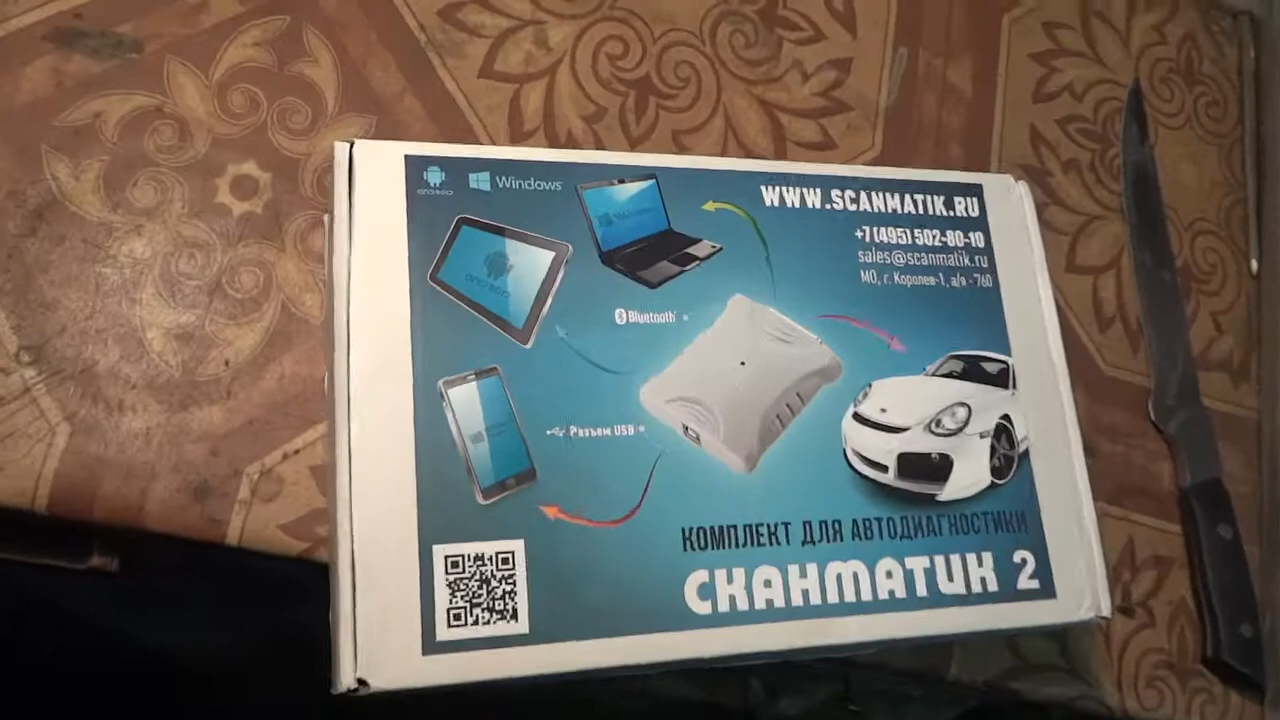 ANDROID
Windows
WWW.SCANMATIK.RU
+7 (495) 502-80-10
sales@scanmatik.ru
МО, г. Королев-1, а/я - 760
Bluetooth
Разъем USB
КОМПЛЕКТ ДЛЯ АВТОДИАГНОСТИКИ
СКАНМАТИК 2